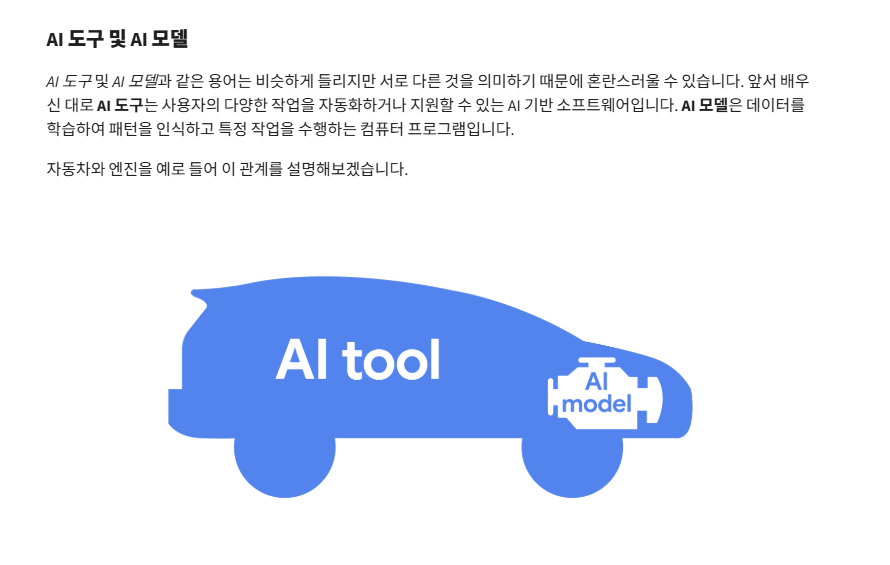 AI 도구 및 AI 모델
AI 도구 및 AI 모델과 같은 용어는 비슷하게 들리지만 서로 다른 것을 의미하기 때문에 혼란스러울 수 있습니다. 앞서 배우
신 대로 AI 도구는 사용자의 다양한 작업을 자동화하거나 지원할 수 있는 AI 기반 소프트웨어입니다. AI 모델은 데이터를
학습하여 패턴을 인식하고 특정 작업을 수행하는 컴퓨터 프로그램입니다.
자동차와 엔진을 예로 들어 이 관계를 설명해보겠습니다.
AI tool
AI
model